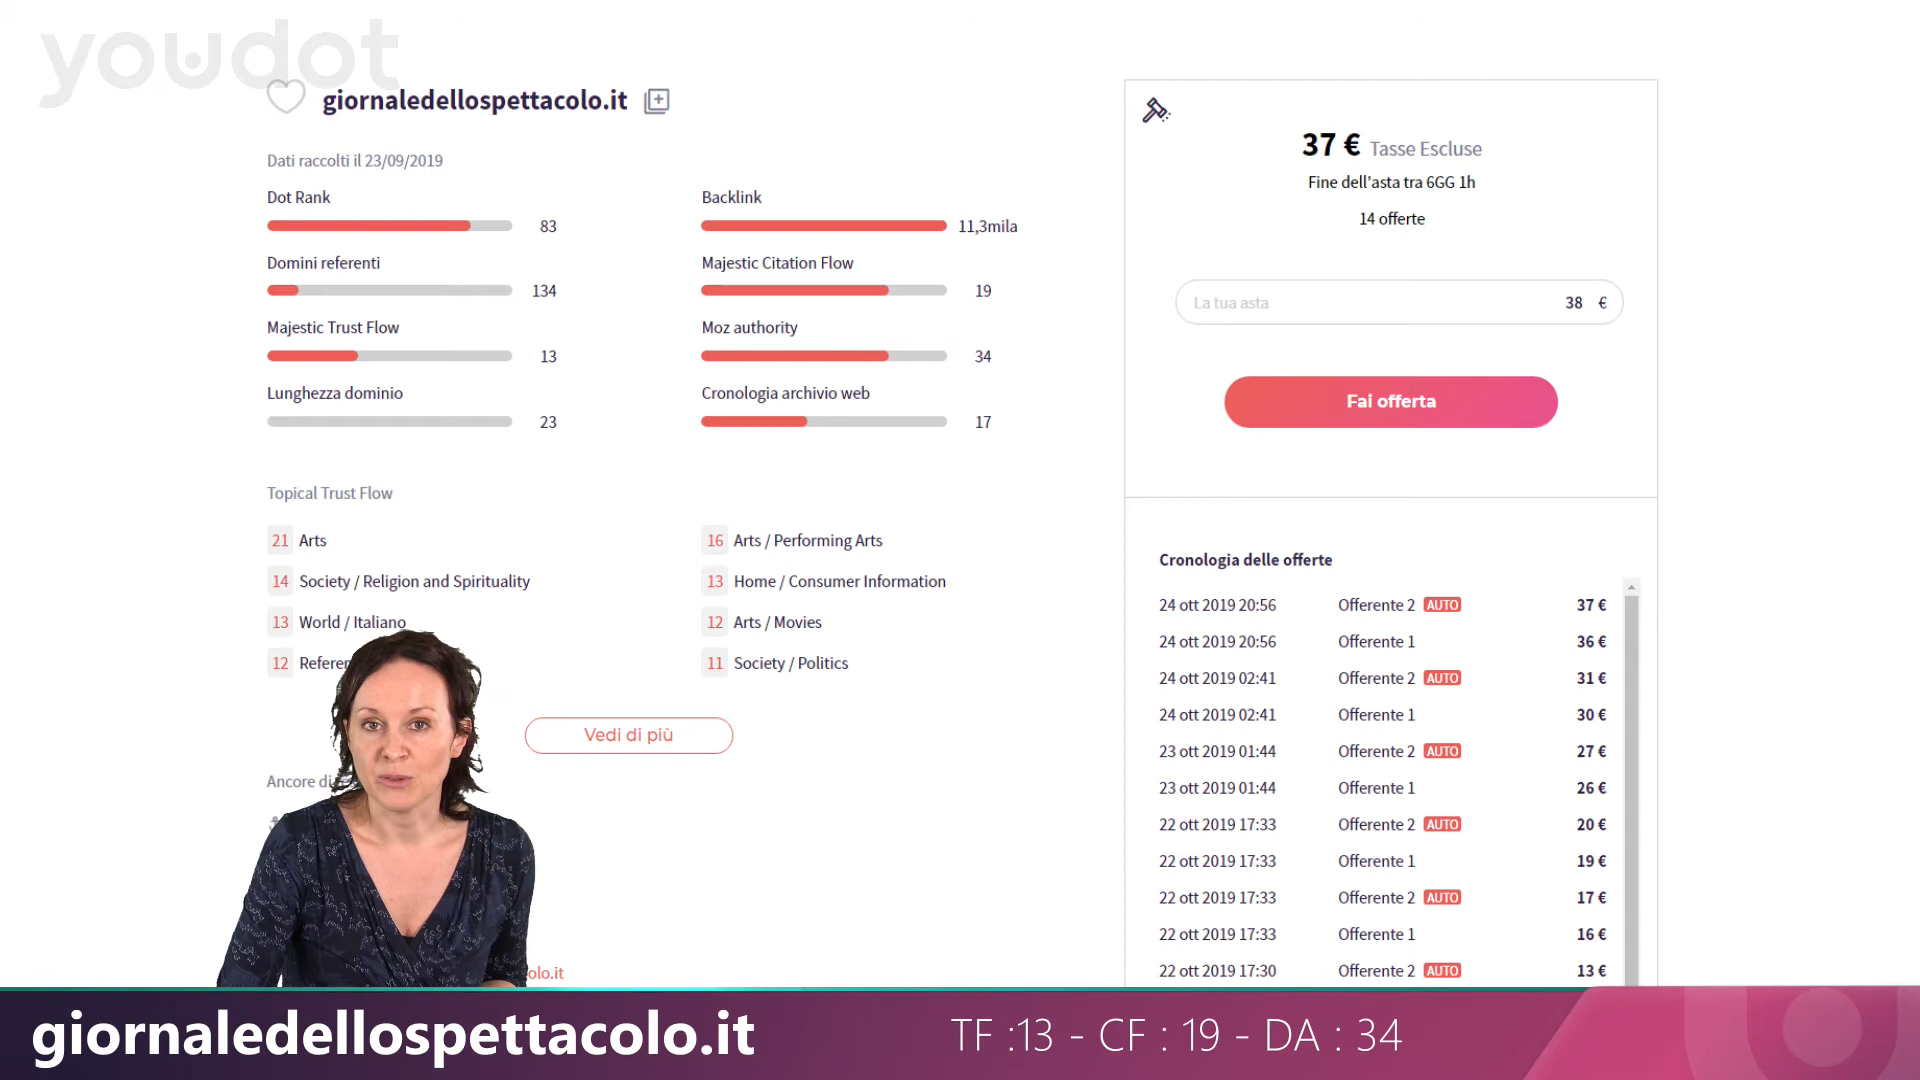 youdot
giornaledellospettacolo.it
Dati raccolti il 23/09/2019
Dot Rank
83
Backlink
11,3mila
Domini referenti
134
Majestic Citation Flow
19
Majestic Trust Flow
13
Moz authority
34
Lunghezza dominio
23
Cronologia archivio web
17
Topical Trust Flow
21 Arts
16 Arts / Performing Arts
14 Society / Religion and Spirituality
13 Home / Consumer Information
13 World / Italiano
12 Arts / Movies
12
11 Society / Politics
Vedi di più
Ancore di
olo.it
37 € Tasse Escluse
Fine dell'asta tra 6GG 1h
14 offerte
La tua asta 38 €
Fai offerta
Cronologia delle offerte
24 ott 2019 20:56 Offerente 2 AUTO 37 €
24 ott 2019 20:56 Offerente 1 36 €
24 ott 2019 02:41 Offerente 2 AUTO 31 €
24 ott 2019 02:41 Offerente 1 30 €
23 ott 2019 01:44 Offerente 2 AUTO 27 €
23 ott 2019 01:44 Offerente 1 26 €
22 ott 2019 17:33 Offerente 2 AUTO 20 €
22 ott 2019 17:33 Offerente 1 19 €
22 ott 2019 17:33 Offerente 2 AUTO 17 €
22 ott 2019 17:33 Offerente 1 16 €
22 ott 2019 17:30 Offerente 2 AUTO 13 €
giornaledellospettacolo.it
TF :13 - CF : 19 - DA : 34